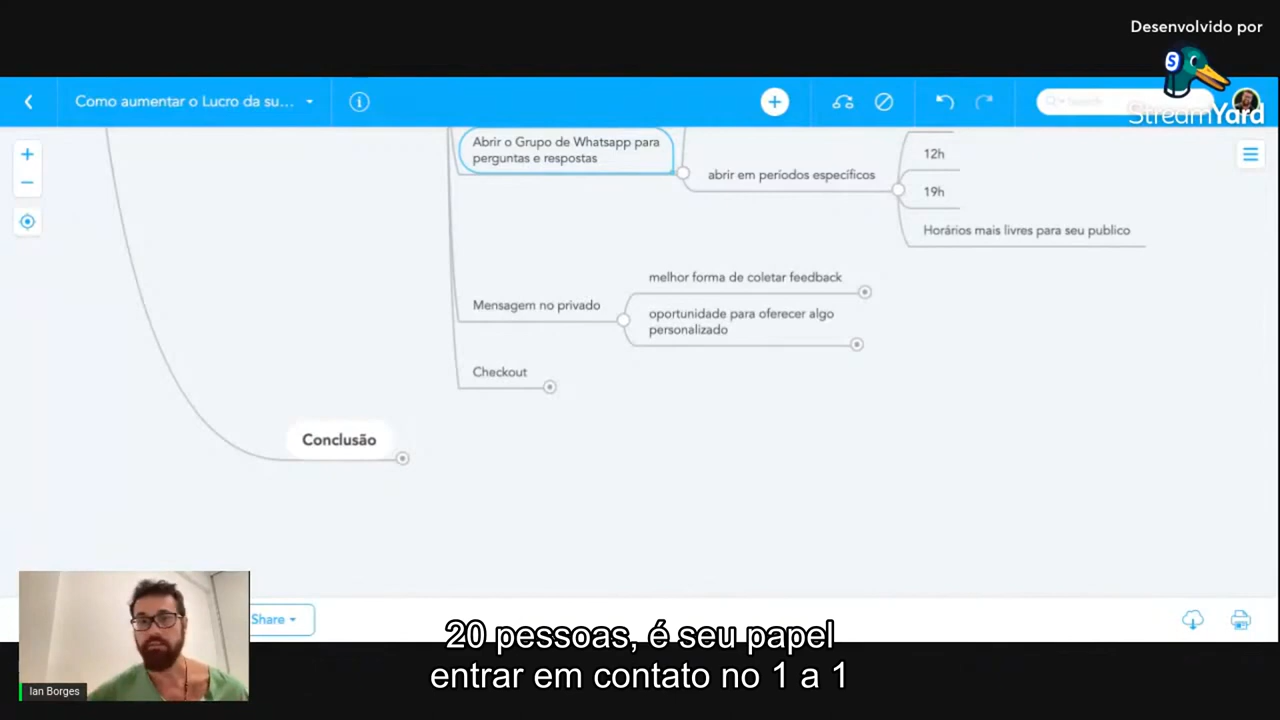 Desenvolvido por
StreamYard
Como aumentar o Lucro da su...
Search
Abrir o Grupo de Whatsapp para
perguntas e respostas
abrir em períodos específicos
12h
19h
Horários mais livres para seu publico
Mensagem no privado
melhor forma de coletar feedback
oportunidade para oferecer algo
personalizado
Checkout
Conclusão
Share
20 pessoas, é seu papel
entrar em contato no 1 a 1
Ian Borges